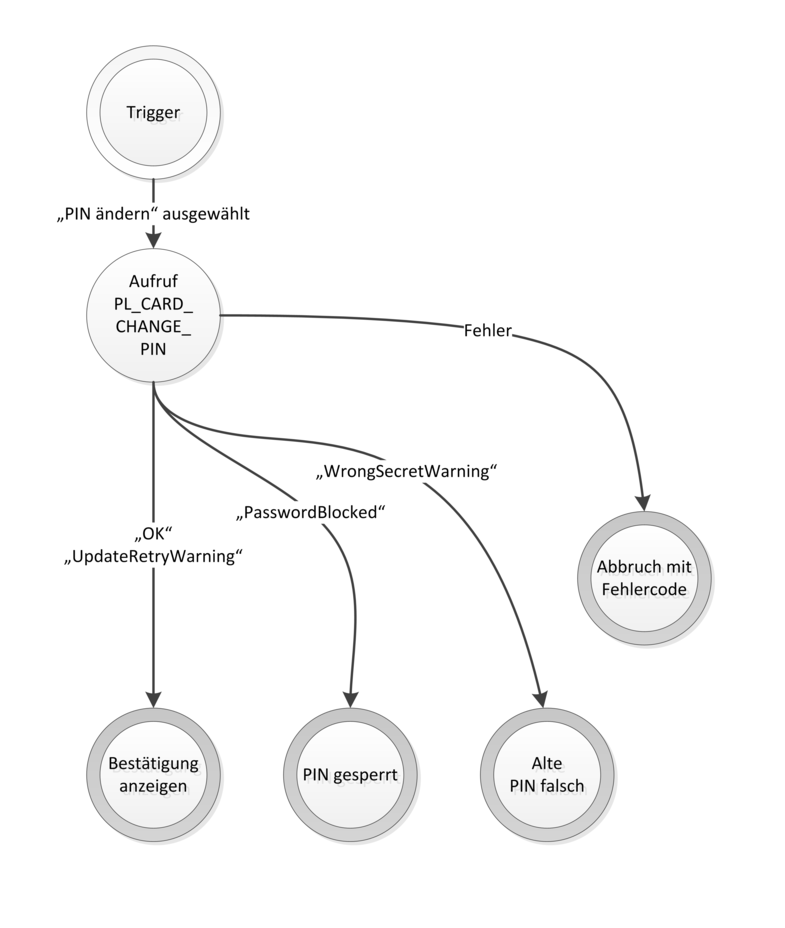 Trigger
„PIN ändern“ ausgewählt
Aufruf
PL_CARD_
CHANGE_
PIN
Fehler
„WrongSecretWarning“
„PasswordBlocked“
„OK“
„UpdateRetryWarning“
Abbruch mit
Fehlercode
Bestätigung
anzeigen
PIN gesperrt
Alte
PIN falsch